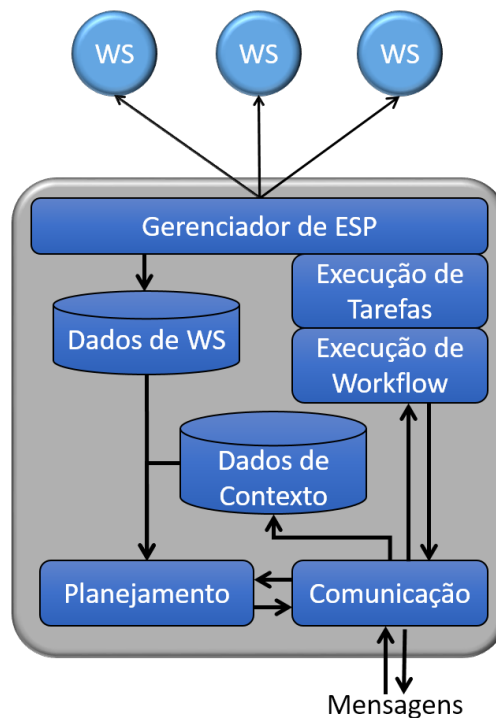 WS
WS
WS
Gerenciador de ESP
Execução de
Tarefas
Dados de WS
Execução de
Workflow
Dados de
Contexto
Planejamento
Comunicação
Mensagens